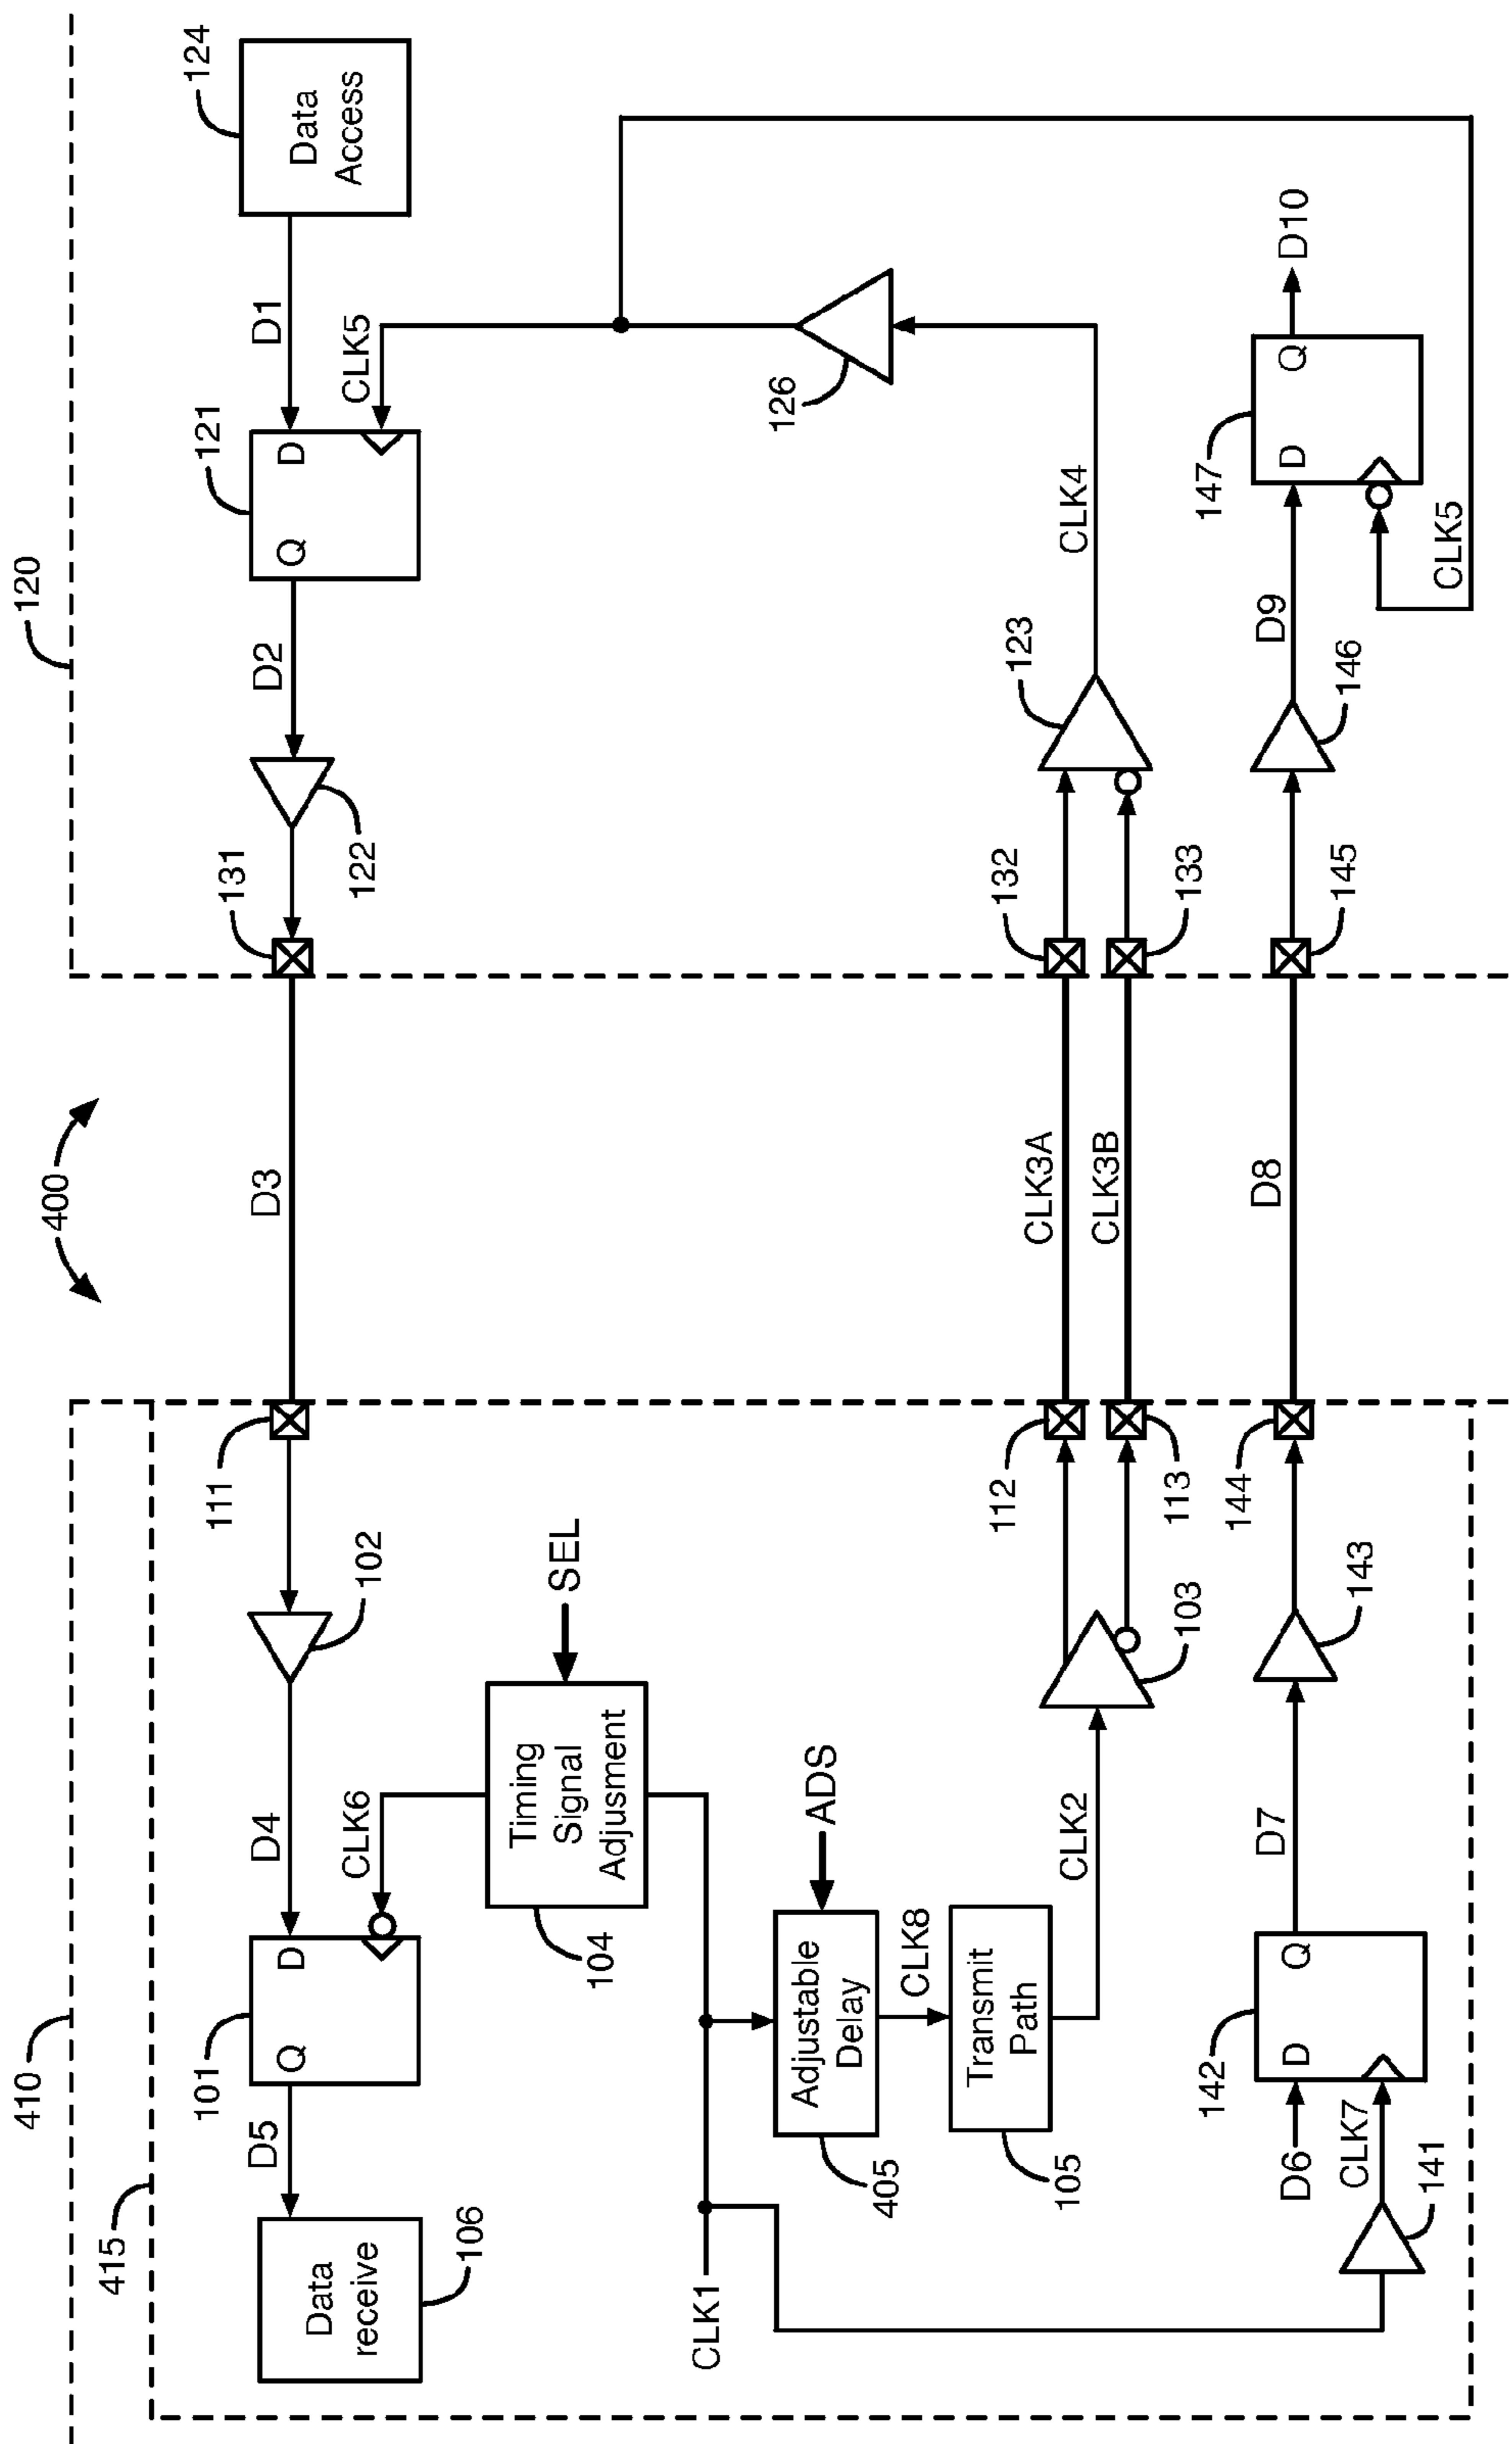 400
410
415
120
Data
receive
106
D5
101
Q
D
D4
102
111
D3
131
122
D2
121
Q
D
D1
Data
Access
124
CLK6
CLK5
Timing
Signal
Adjusment
104
SEL
CLK1
Adjustable
Delay
405
ADS
CLK8
Transmit
Path
105
CLK2
103
112
113
CLK3A
CLK3B
132
133
123
CLK4
126
D6
CLK7
141
142
D
Q
D7
143
144
D8
145
146
D9
147
D
Q
D10
CLK5